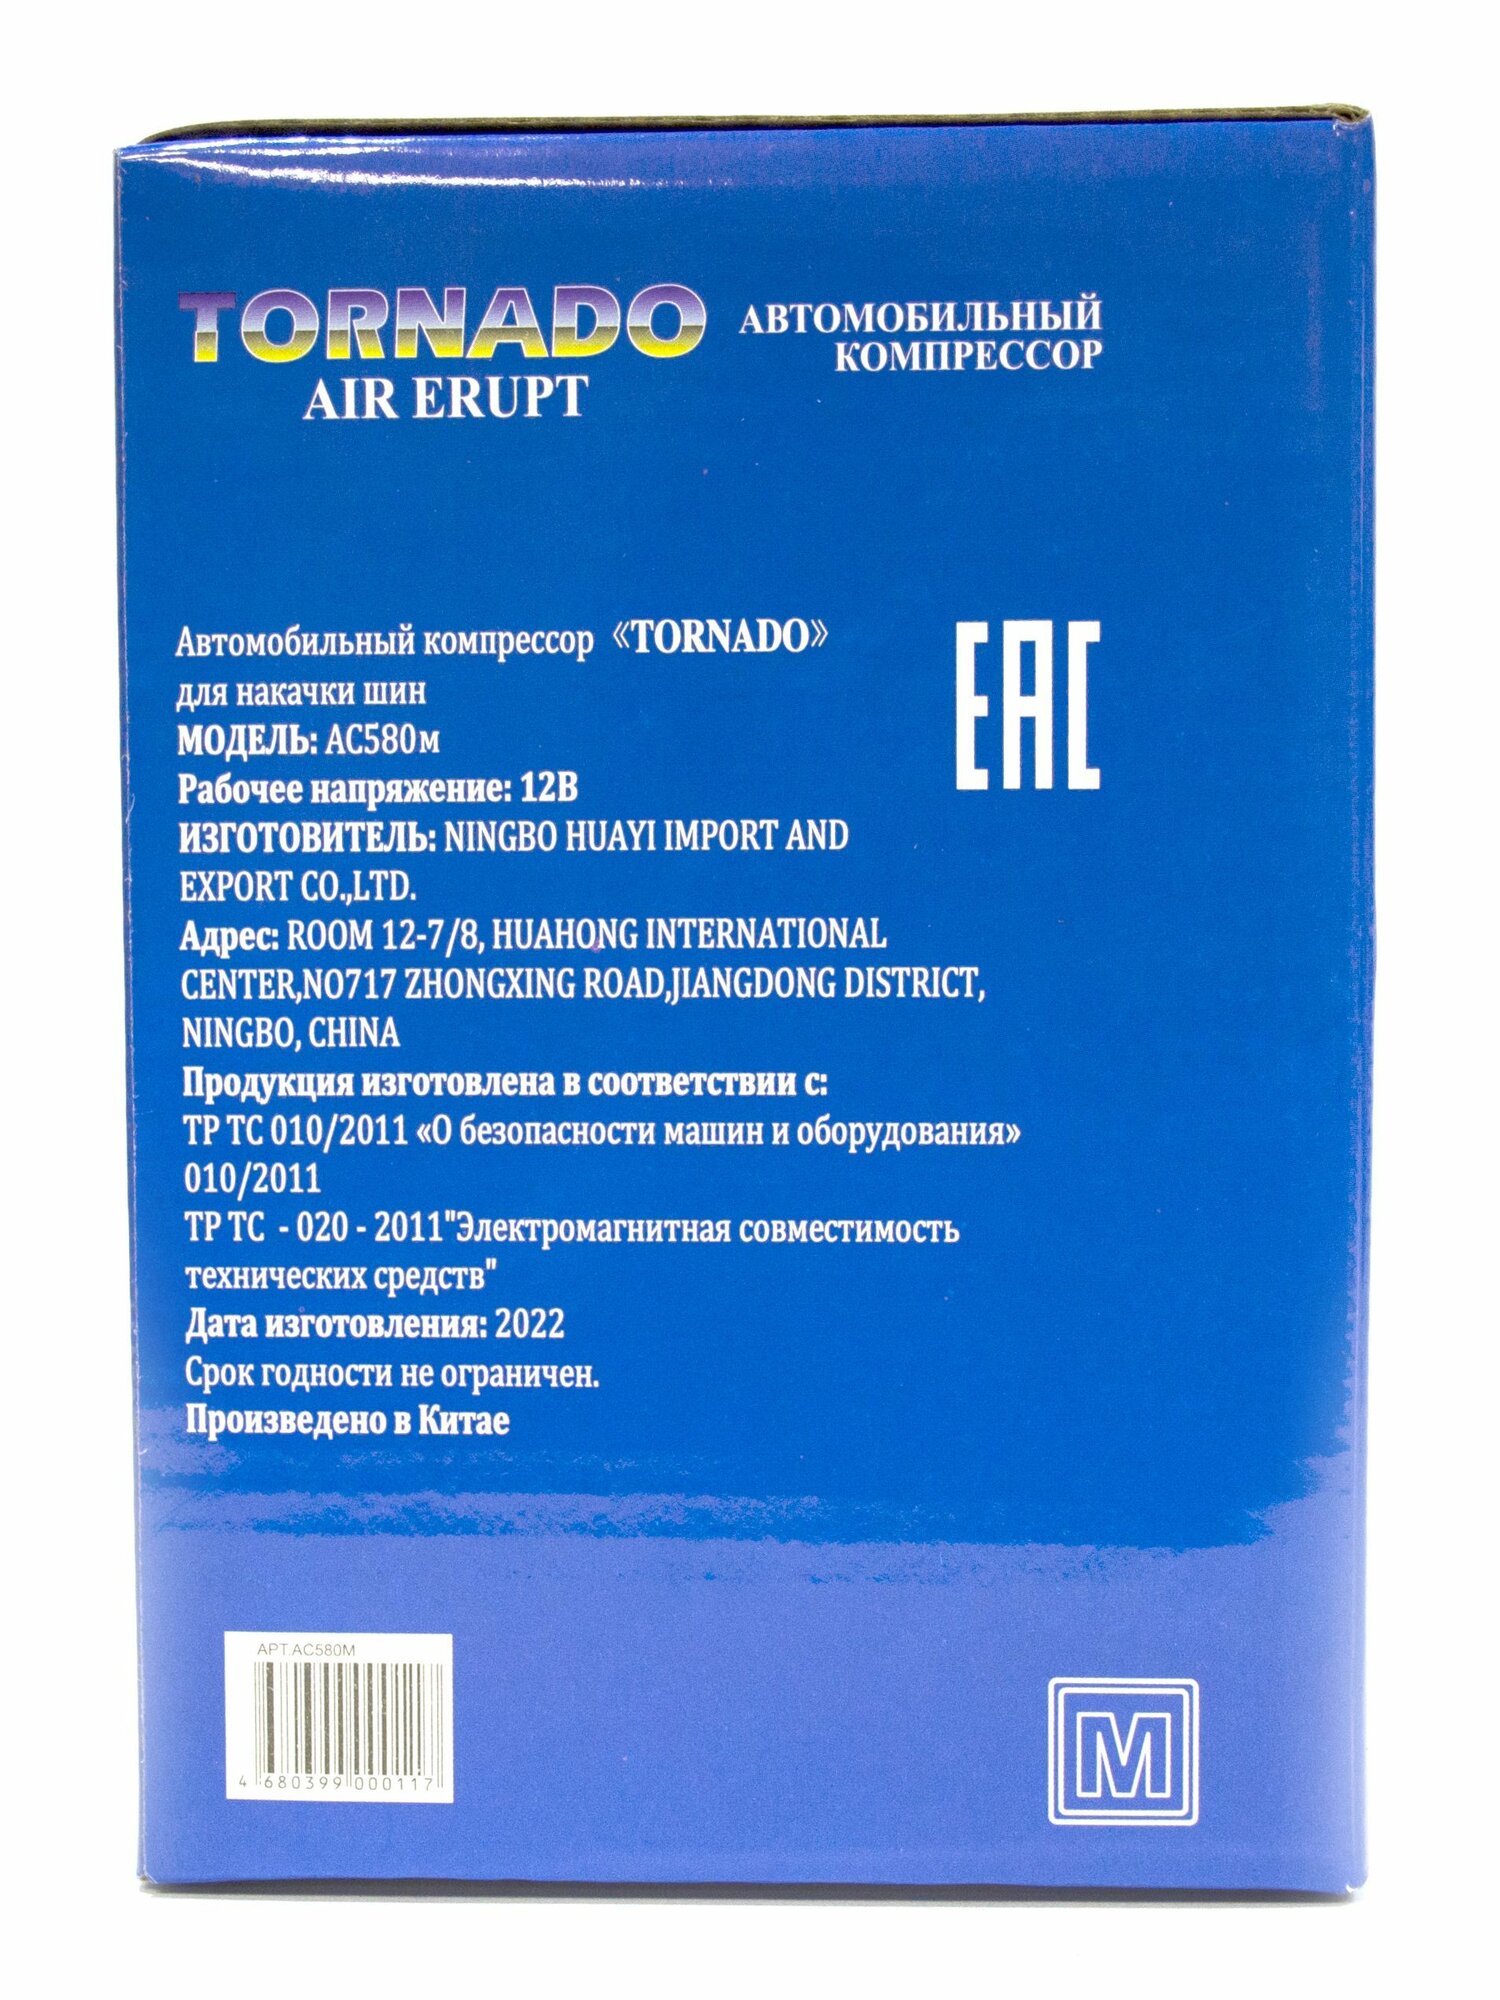 TORNADO
AIR ERUPT
АВТОМОБИЛЬНЫЙ
КОМПРЕССОР
Автомобильный компрессор «TORNADO»
для накачки шин
МОДЕЛЬ: АС580м
Рабочее напряжение: 12В
ИЗГОТОВИТЕЛЬ: NINGBO HUAYI IMPORT AND
EXPORT CO.,LTD.
Адрес: ROOM 12-7/8, HUAHONG INTERNATIONAL
CENTER,NO717 ZHONGXING ROAD,JIANGDONG DISTRICT,
NINGBO, CHINA
Продукция изготовлена в соответствии с:
ТР ТС 010/2011 «О безопасности машин и оборудования»
010/2011
ТР ТС - 020 - 2011"Электромагнитная совместимость
технических средств"
Дата изготовления: 2022
Срок годности не ограничен.
Произведено в Китае
EAC
АРТ.AC580M
4 680399 000117
M